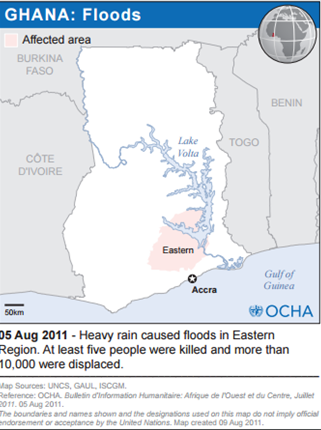 GHANA: Floods
Affected area
BURKINA
FASO
BENIN
Lake
Volta
TOGO
CÔTE
D'IVOIRE
Eastern
Gulf of
Guinea
Accra
50km
OCHA
05 Aug 2011 - Heavy rain caused floods in Eastern
Region. At least five people were killed and more than
10,000 were displaced.
Map Sources: UNCS, GAUL, ISCGM.
Reference: OCHA. Bulletin d'Information Humanitaire: Afrique de l'Ouest et du Centre, Juillet
2011. 05 Aug 2011.
The boundaries and names shown and the designations used on this map do not imply official
endorsement or acceptance by the United Nations. Map created 09 Aug 2011.